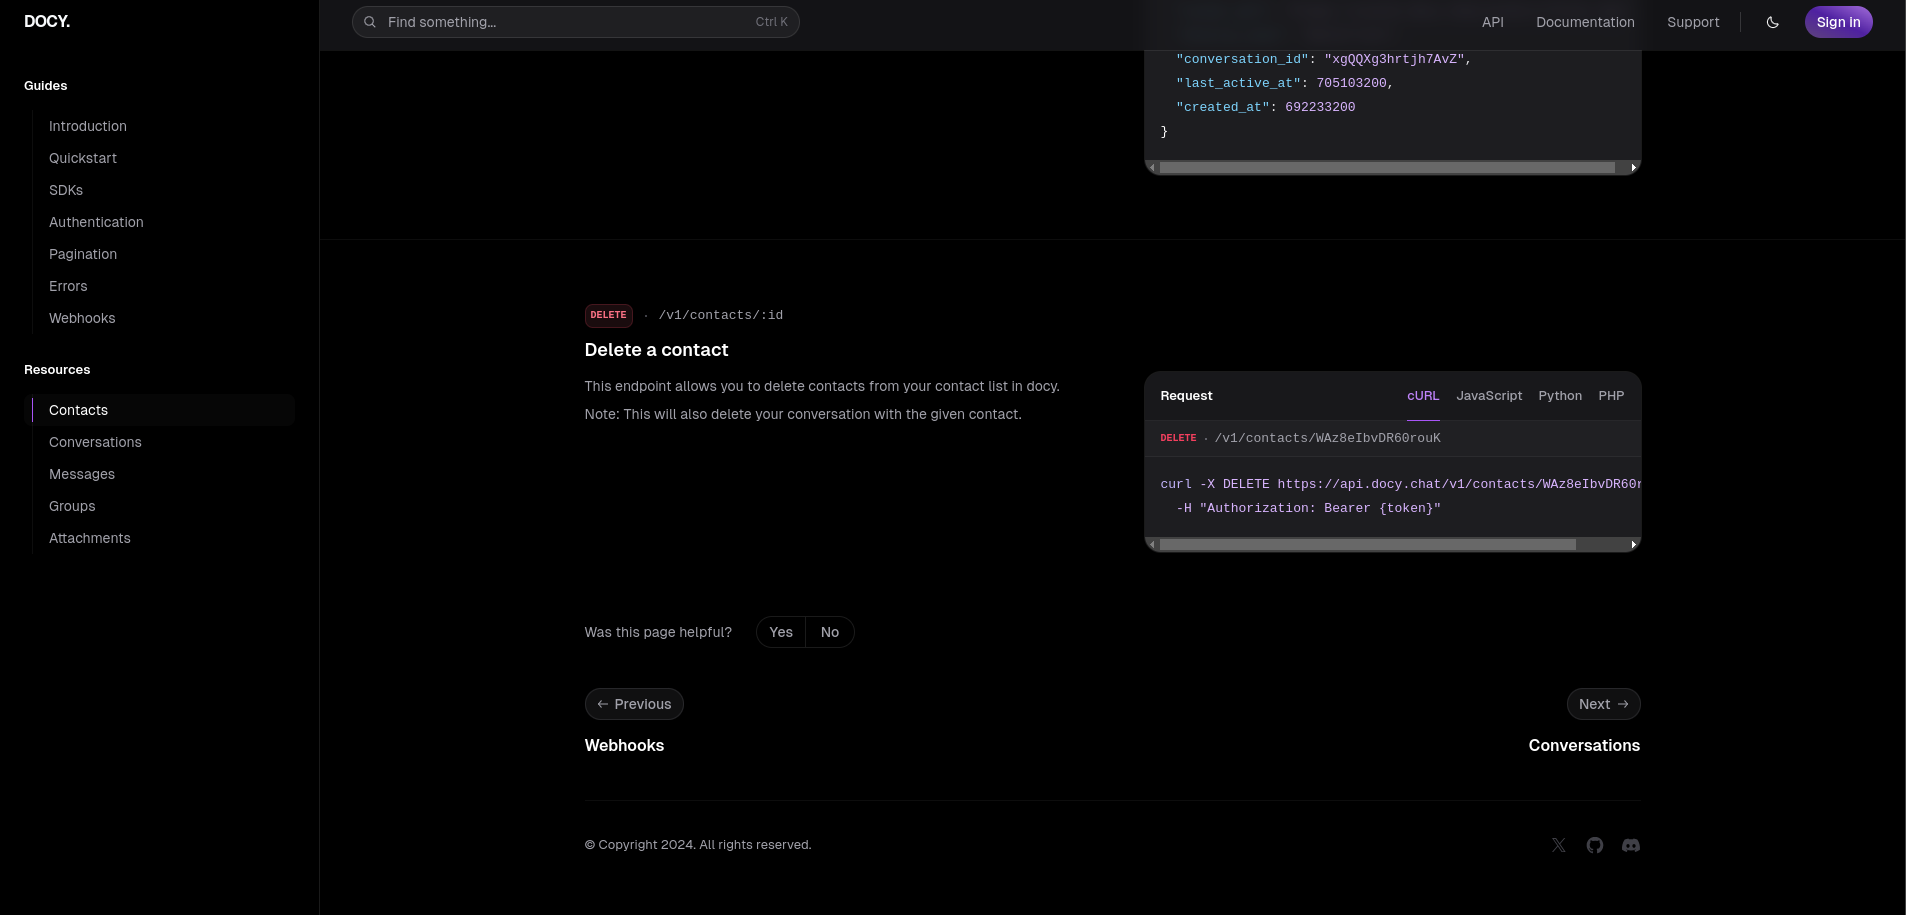 DOCY.
Find something...
Ctrl K
API
Documentation
Support
Sign in
Guides
Introduction
Quickstart
SDKs
Authentication
Pagination
Errors
Webhooks
Resources
Contacts
Conversations
Messages
Groups
Attachments
"conversation_id": "xgQQXg3hrtjh7AvZ",
"last_active_at": 705103200,
"created_at": 692233200
}
DELETE · /v1/contacts/:id
Delete a contact
This endpoint allows you to delete contacts from your contact list in docy.
Note: This will also delete your conversation with the given contact.
Request
cURL
JavaScript
Python
PHP
DELETE · /v1/contacts/WAz8eIbvDR60rouK
curl -X DELETE https://api.docy.chat/v1/contacts/WAz8eIbvDR60r
-H "Authorization: Bearer {token}"
Was this page helpful?
Yes
No
← Previous
Next →
Webhooks
Conversations
© Copyright 2024. All rights reserved.